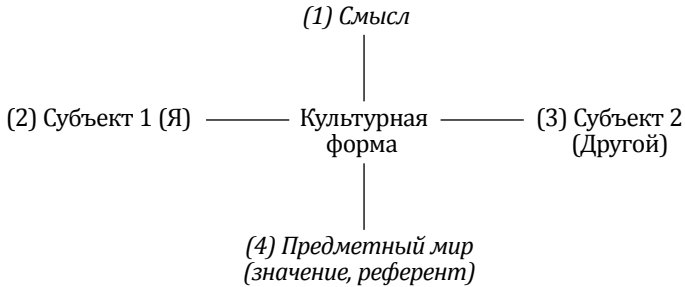 (1) Смысл
(2) Субъект 1 (Я)
Культурная
форма
(3) Субъект 2
(Другой)
(4) Предметный мир
(значение, референт)